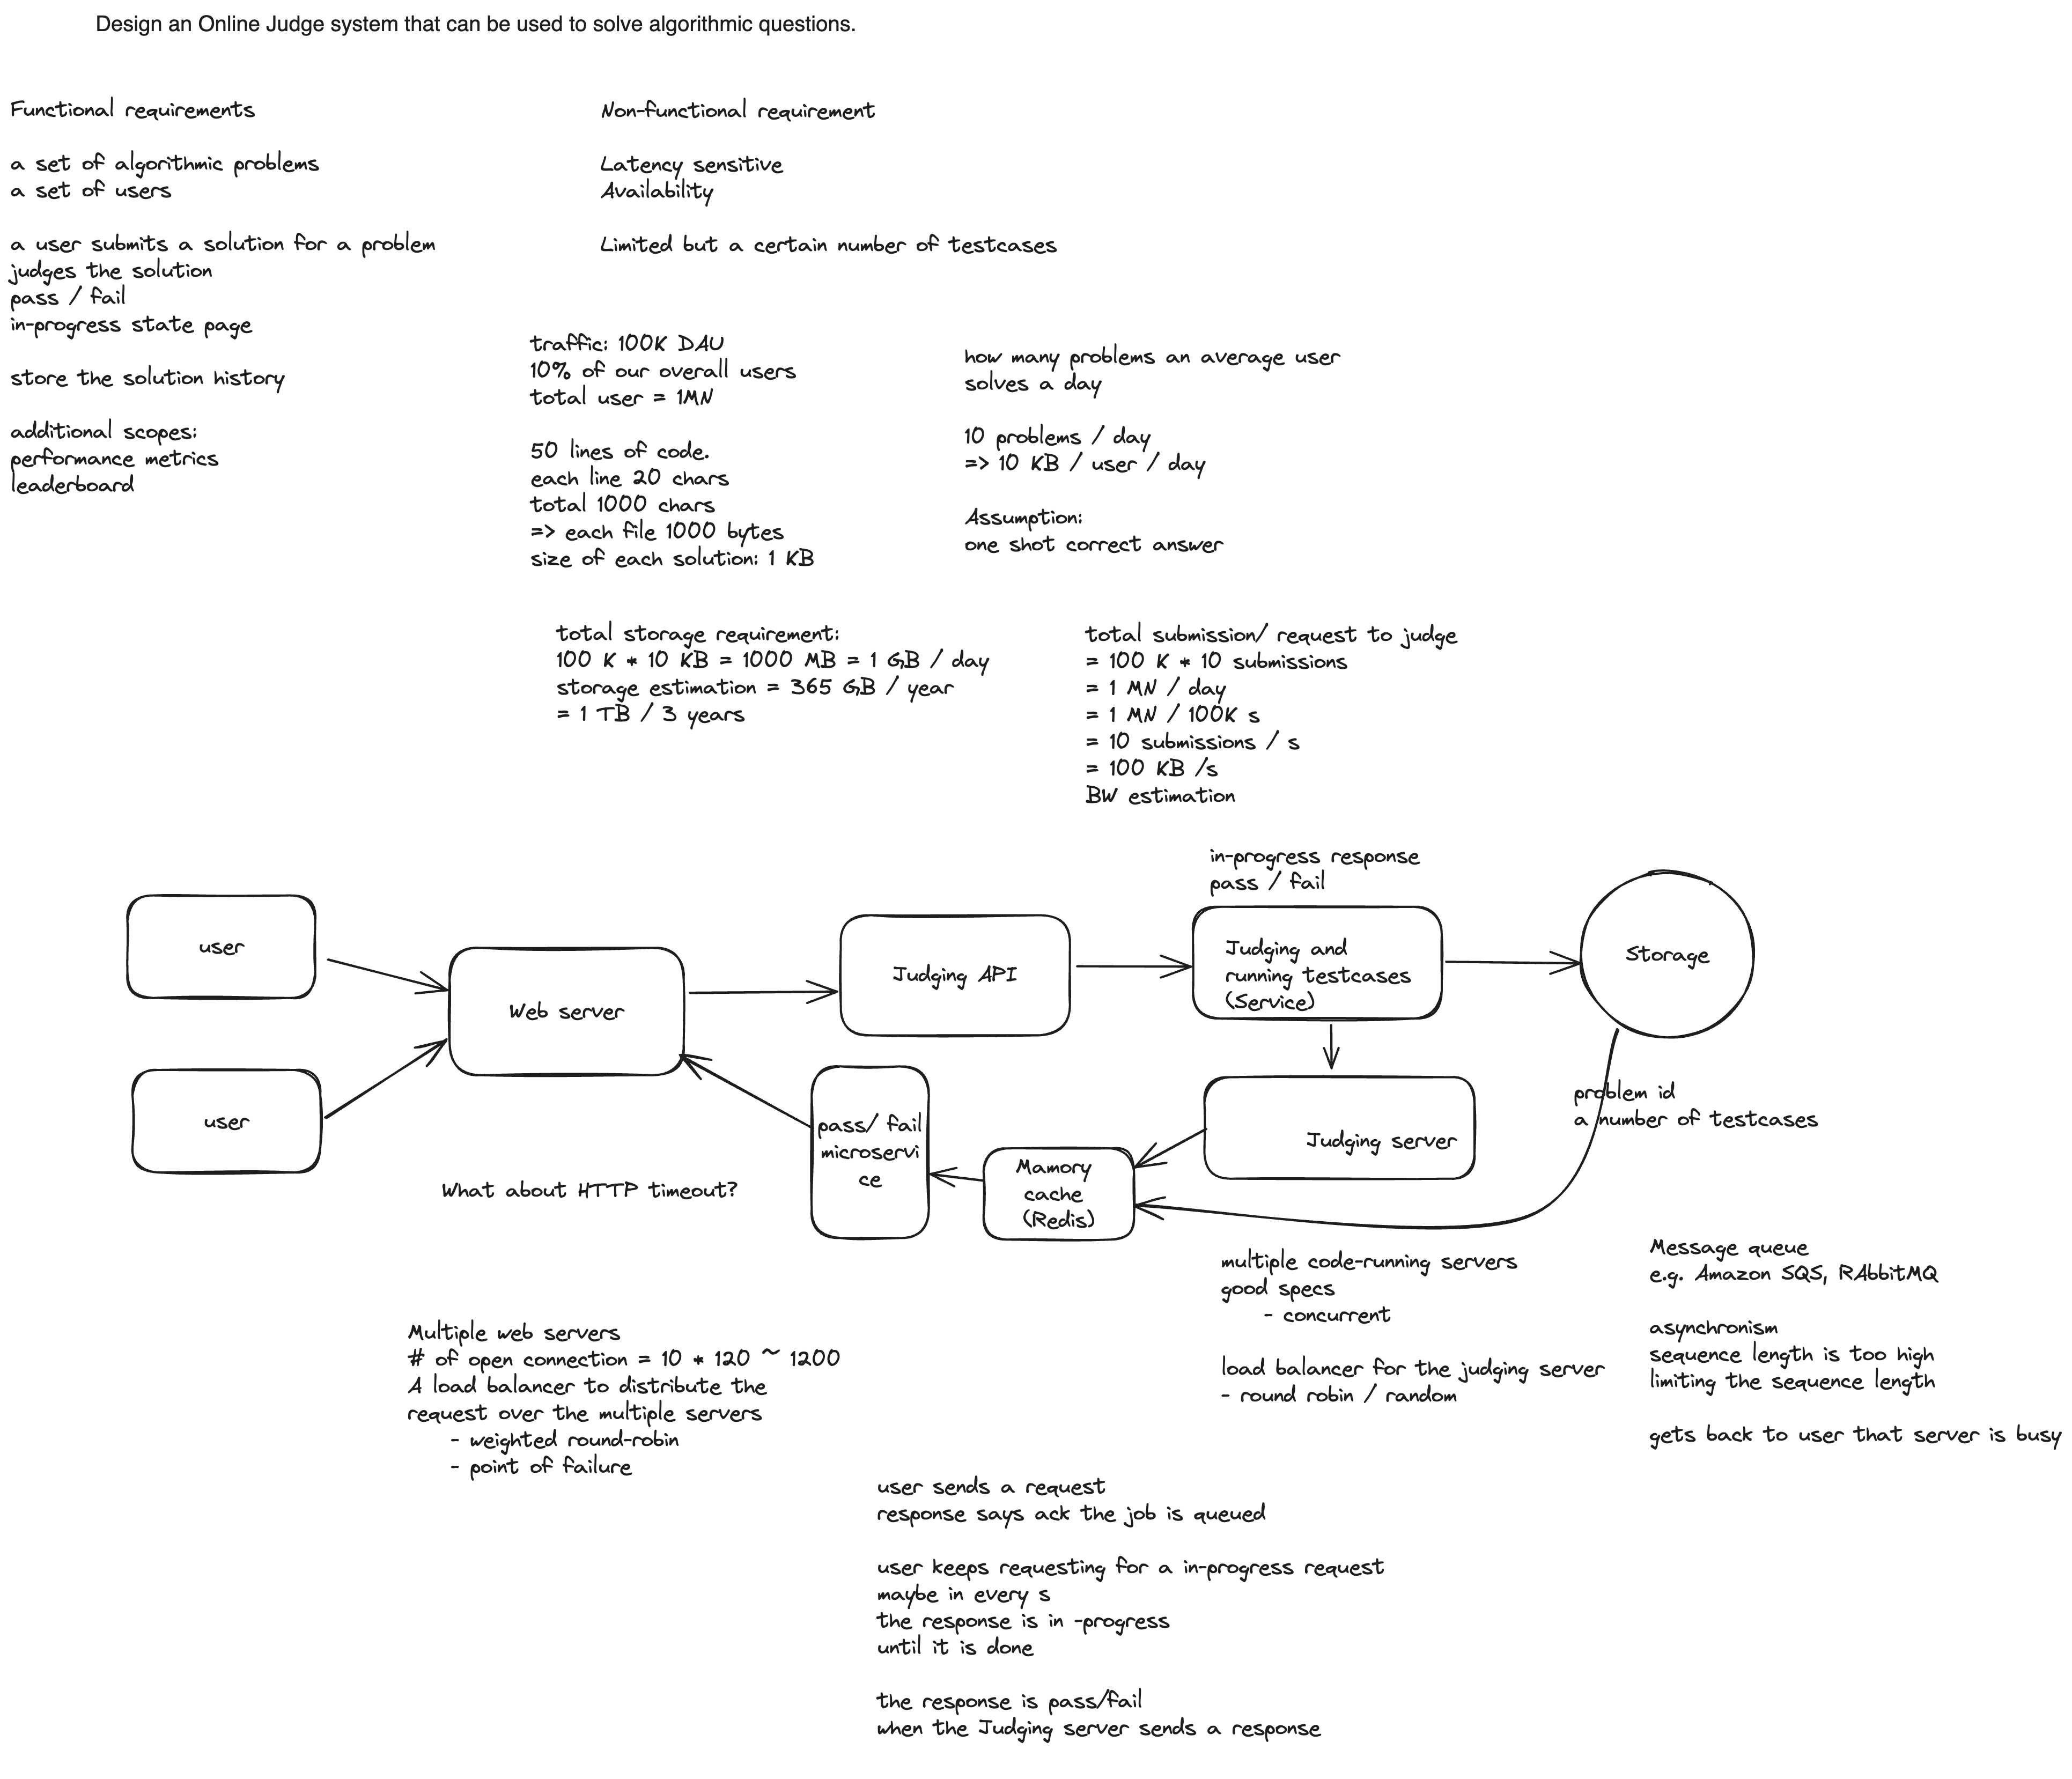 Design an Online Judge system that can be used to solve algorithmic questions.
Functional requirements
a set of algorithmic problems
a set of users
a user submits a solution for a problem
judges the solution
pass / fail
in-progress state page
store the solution history
additional scopes:
performance metrics
leaderboard
Non-functional requirement
Latency sensitive
Availability
Limited but a certain number of testcases
traffic: 100K DAU
10% of our overall users
total user = 1MN
50 lines of code.
each line 20 chars
total 1000 chars
=> each file 1000 bytes
size of each solution: 1 KB
how many problems an average user
solves a day
10 problems / day
=> 10 KB / user / day
Assumption:
one shot correct answer
total storage requirement:
100 K * 10 KB = 1000 MB = 1 GB / day
storage estimation = 365 GB / year
= 1 TB / 3 years
total submission/ request to judge
= 100 K * 10 submissions
= 1 MN / day
= 1 MN / 100K s
= 10 submissions / s
= 100 KB /s
BW estimation
user
user
Web server
Judging API
in-progress response
pass / fail
Judging and
running testcases
(Service)
Storage
problem id
a number of testcases
Judging server
Mamory
cache
(Redis)
pass/ fail
microservi
ce
What about HTTP timeout?
Multiple web servers
# of open connection = 10 * 120 ~ 1200
A load balancer to distribute the
request over the multiple servers
- weighted round-robin
- point of failure
multiple code-running servers
good specs
- concurrent
load balancer for the judging server
- round robin / random
Message queue
e.g. Amazon SQS, RAbbitMQ
asynchronism
sequence length is too high
limiting the sequence length
gets back to user that server is busy
user sends a request
response says ack the job is queued
user keeps requesting for a in-progress request
maybe in every s
the response is in -progress
until it is done
the response is pass/fail
when the Judging server sends a response